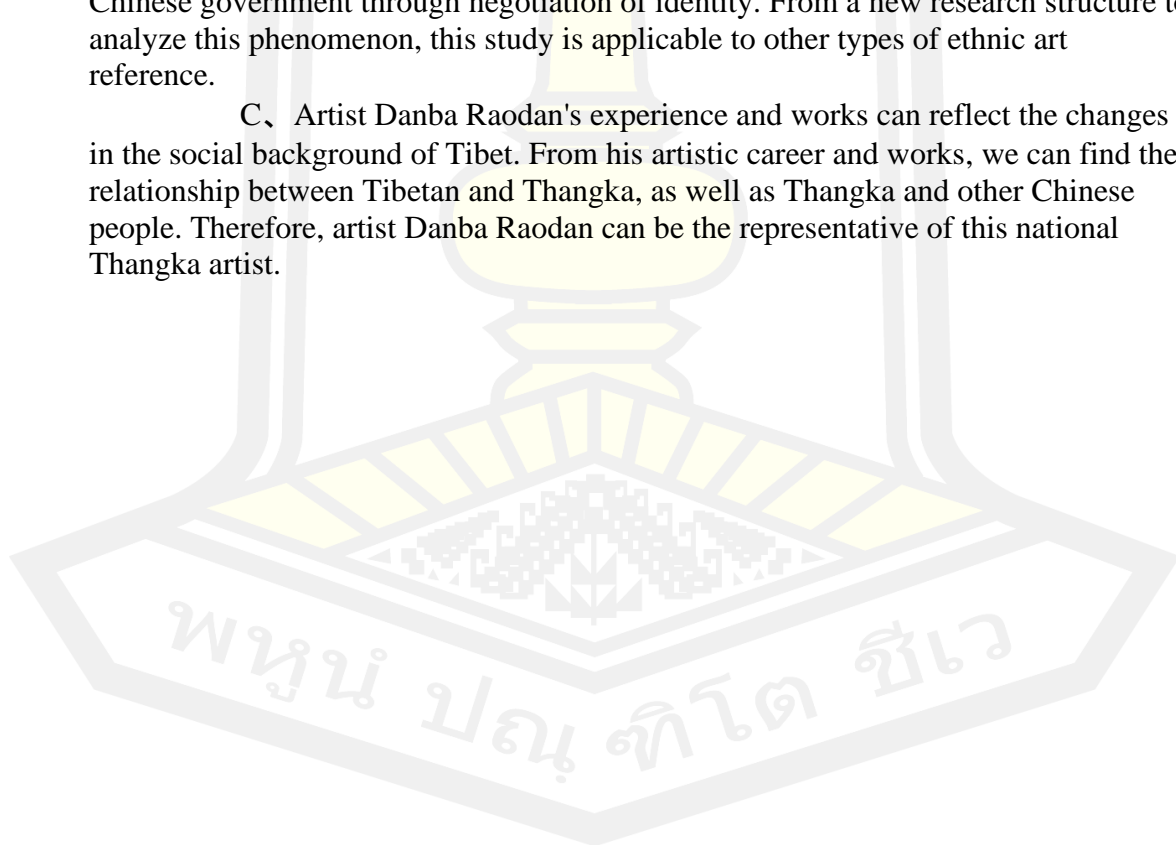 Chinese government through negotiation of identity. From a new research structure to
analyze this phenomenon, this study is applicable to other types of ethnic art
reference.
C、Artist Danba Raodan's experience and works can reflect the changes
in the social background of Tibet. From his artistic career and works, we can find the
relationship between Tibetan and Thangka, as well as Thangka and other Chinese
people. Therefore, artist Danba Raodan can be the representative of this national
Thangka artist.
พหูนํ ปณฺฑิโต ชีเว